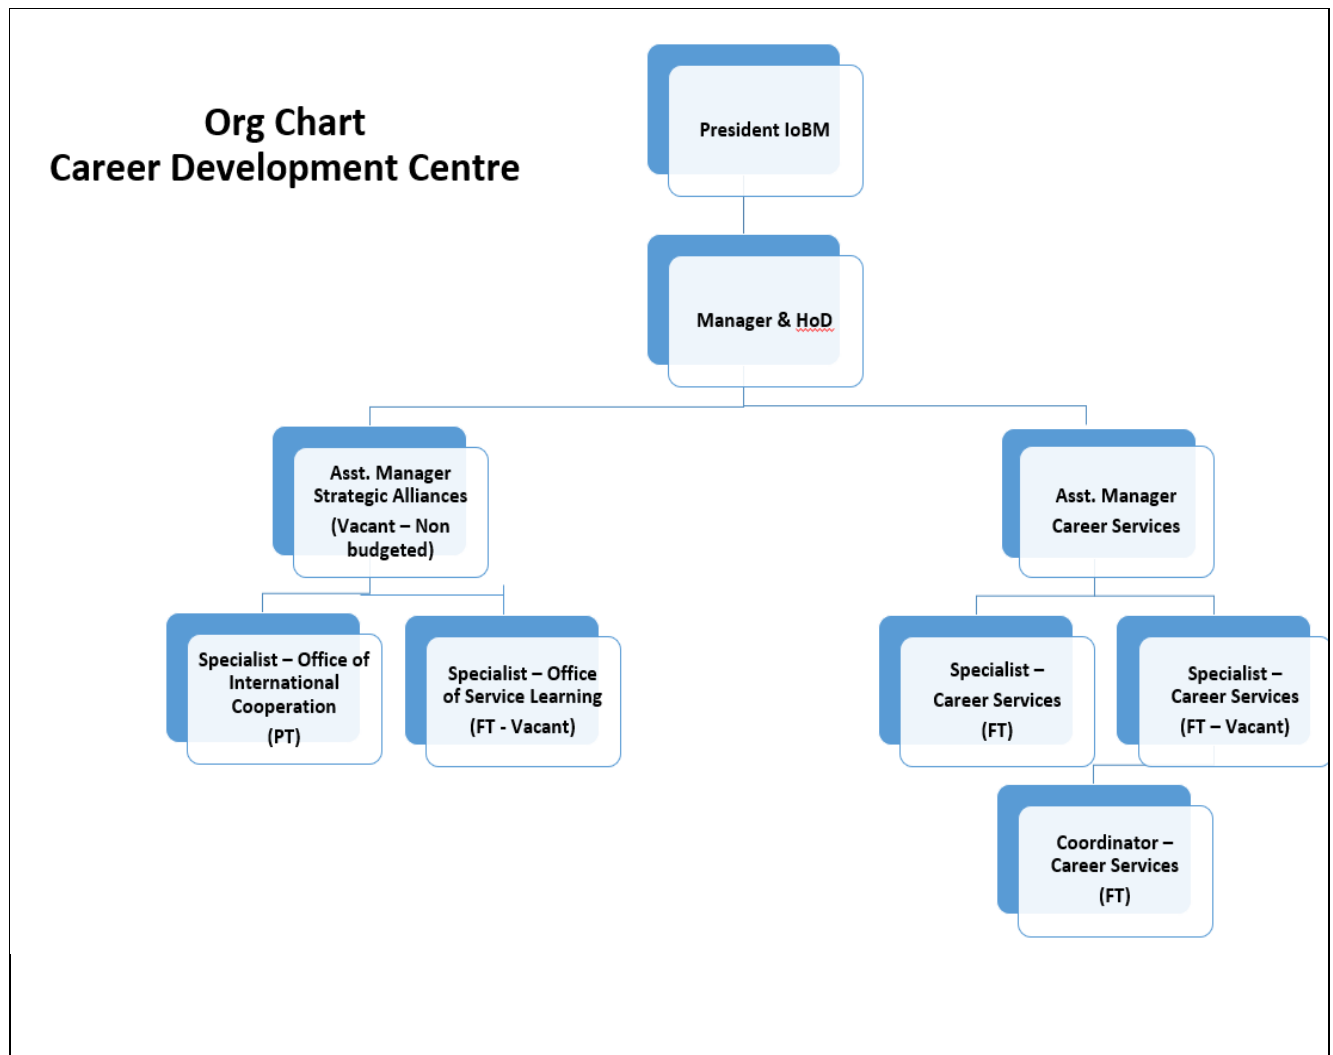 Org Chart
Career Development Centre
President IoBM
Manager & HoD
Asst. Manager
Strategic Alliances
(Vacant – Non
budgeted)
Asst. Manager
Career Services
Specialist – Office of
International
Cooperation
(PT)
Specialist – Office
of Service Learning
(FT - Vacant)
Specialist –
Career Services
(FT)
Specialist –
Career Services
(FT – Vacant)
Coordinator –
Career Services
(FT)